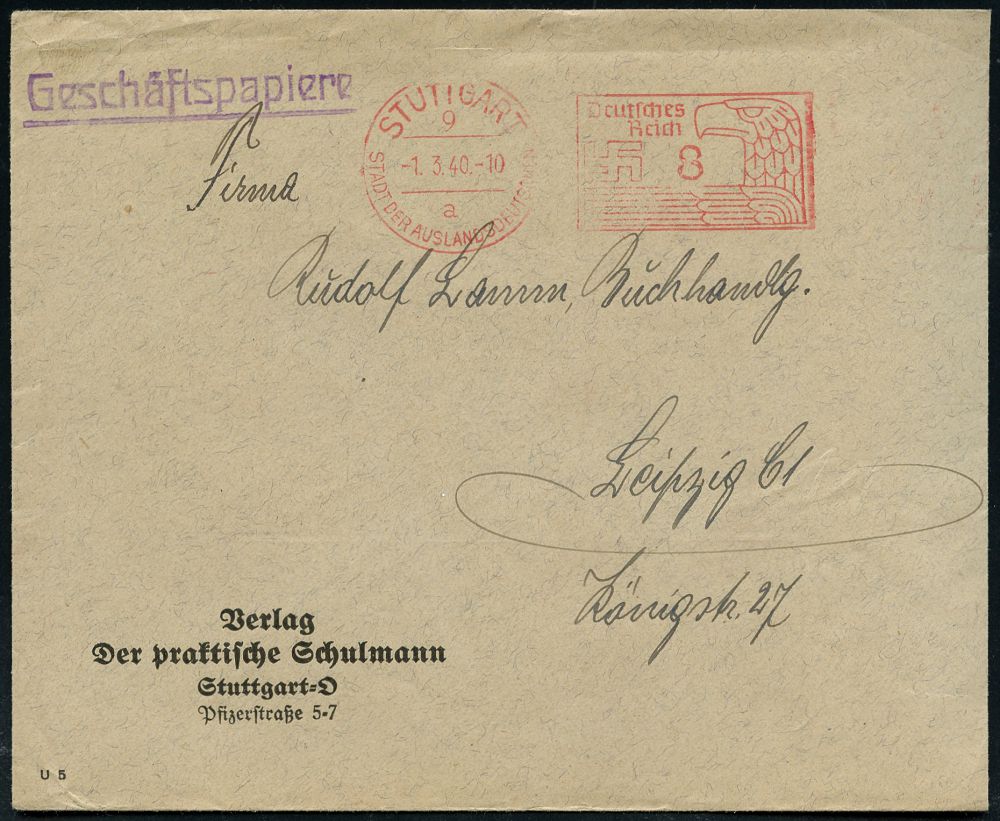 Geschäftspapiere
STUTTGART
9
-1. 3.40.-10
a
STADT DER AUSLANDSDEUTSCHEN
Deutsches
Reich
8
Firma
Rudolf Lamm, Buchhandlg.
Leipzig C1
Königstr. 27
Verlag
Der praktische Schulmann
Stuttgart-O
Pfizerstraße 5-7
U 5